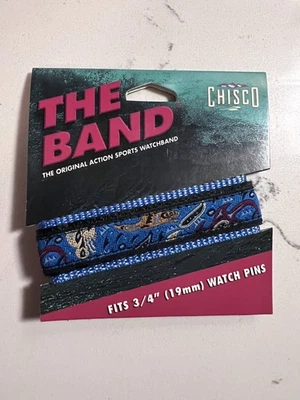 THE
BAND
THE ORIGINAL ACTION SPORTS WATCHBAND
CHISCO
FITS 3/4" (19mm) WATCH PINS